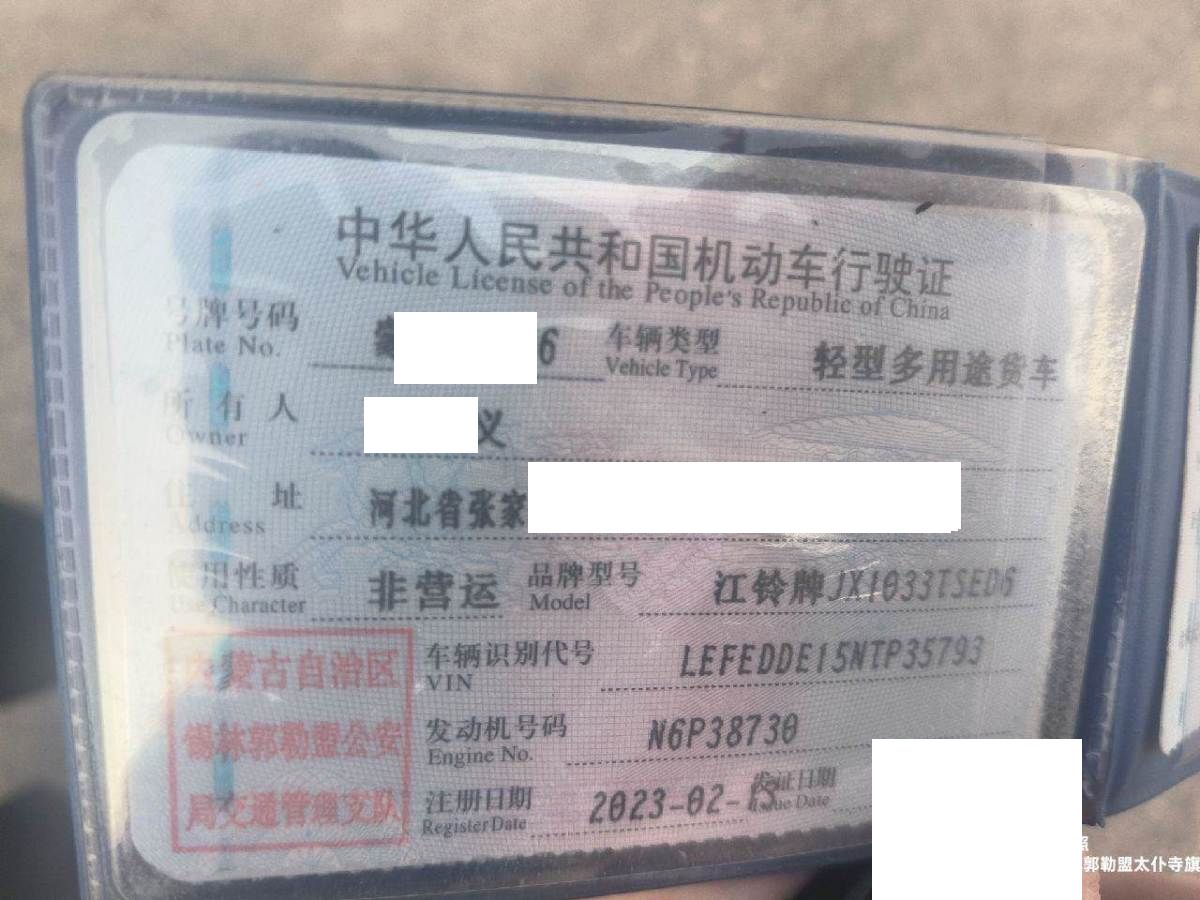 中华人民共和国机动车行驶证
Vehicle License of the People's Republic of China
号牌号码 6 车辆类型 轻型多用途货车
Plate No. Vehicle Type
所有人 义
Owner
住址 河北省张家
Address
使用性质 非营运 品牌型号 江铃牌JX1033TSED6
Use Character Model
车辆识别代号 LEFEDDE15NTP35793
VIN
发动机号码 N6P38730
Engine No.
注册日期 2023-02-13 发证日期
Register Date Issue Date
内蒙古自治区
锡林郭勒盟公安
局交通管理支队
郭勒盟太仆寺旗